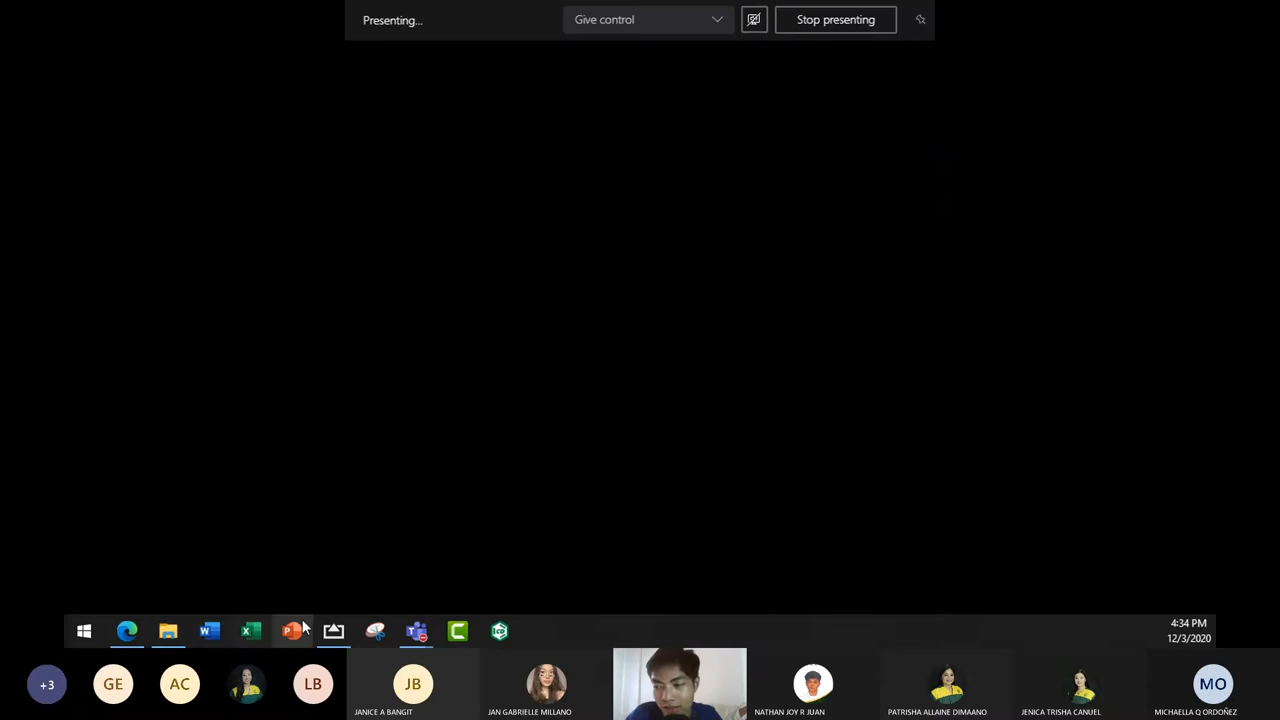 Presenting...
Give control
Stop presenting
4:34 PM
12/3/2020
+3
GE
AC
LB
JB
MO
JANICE A BANGIT
JAN GABRIELLE MILLANO
NATHAN JOY R JUAN
PATRISHA ALLAINE DIMAANO
JENICA TRISHA CANUEL
MICHAELLA Q ORDOÑEZ